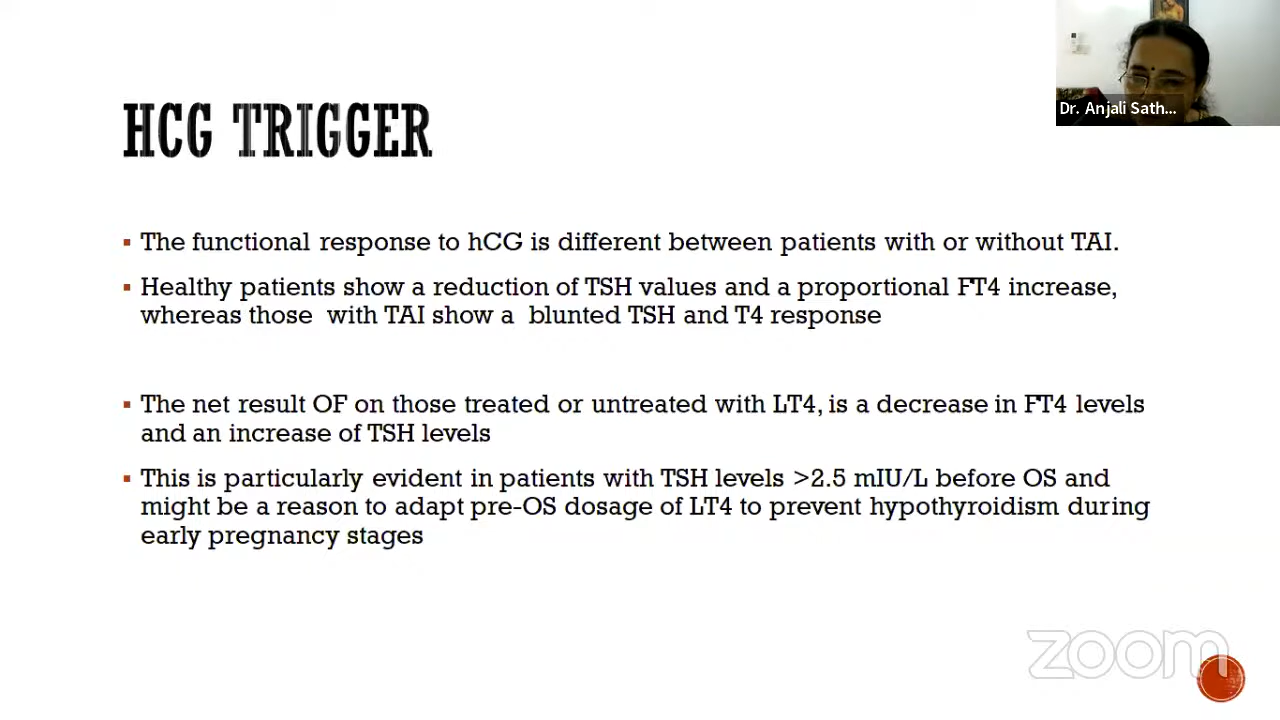 Dr. Anjali Sath...
HCG TRIGGER
▪ The functional response to hCG is different between patients with or without TAI.
▪ Healthy patients show a reduction of TSH values and a proportional FT4 increase,
whereas those with TAI show a blunted TSH and T4 response
▪ The net result OF on those treated or untreated with LT4, is a decrease in FT4 levels
and an increase of TSH levels
▪ This is particularly evident in patients with TSH levels >2.5 mIU/L before OS and
might be a reason to adapt pre-OS dosage of LT4 to prevent hypothyroidism during
early pregnancy stages
zoom